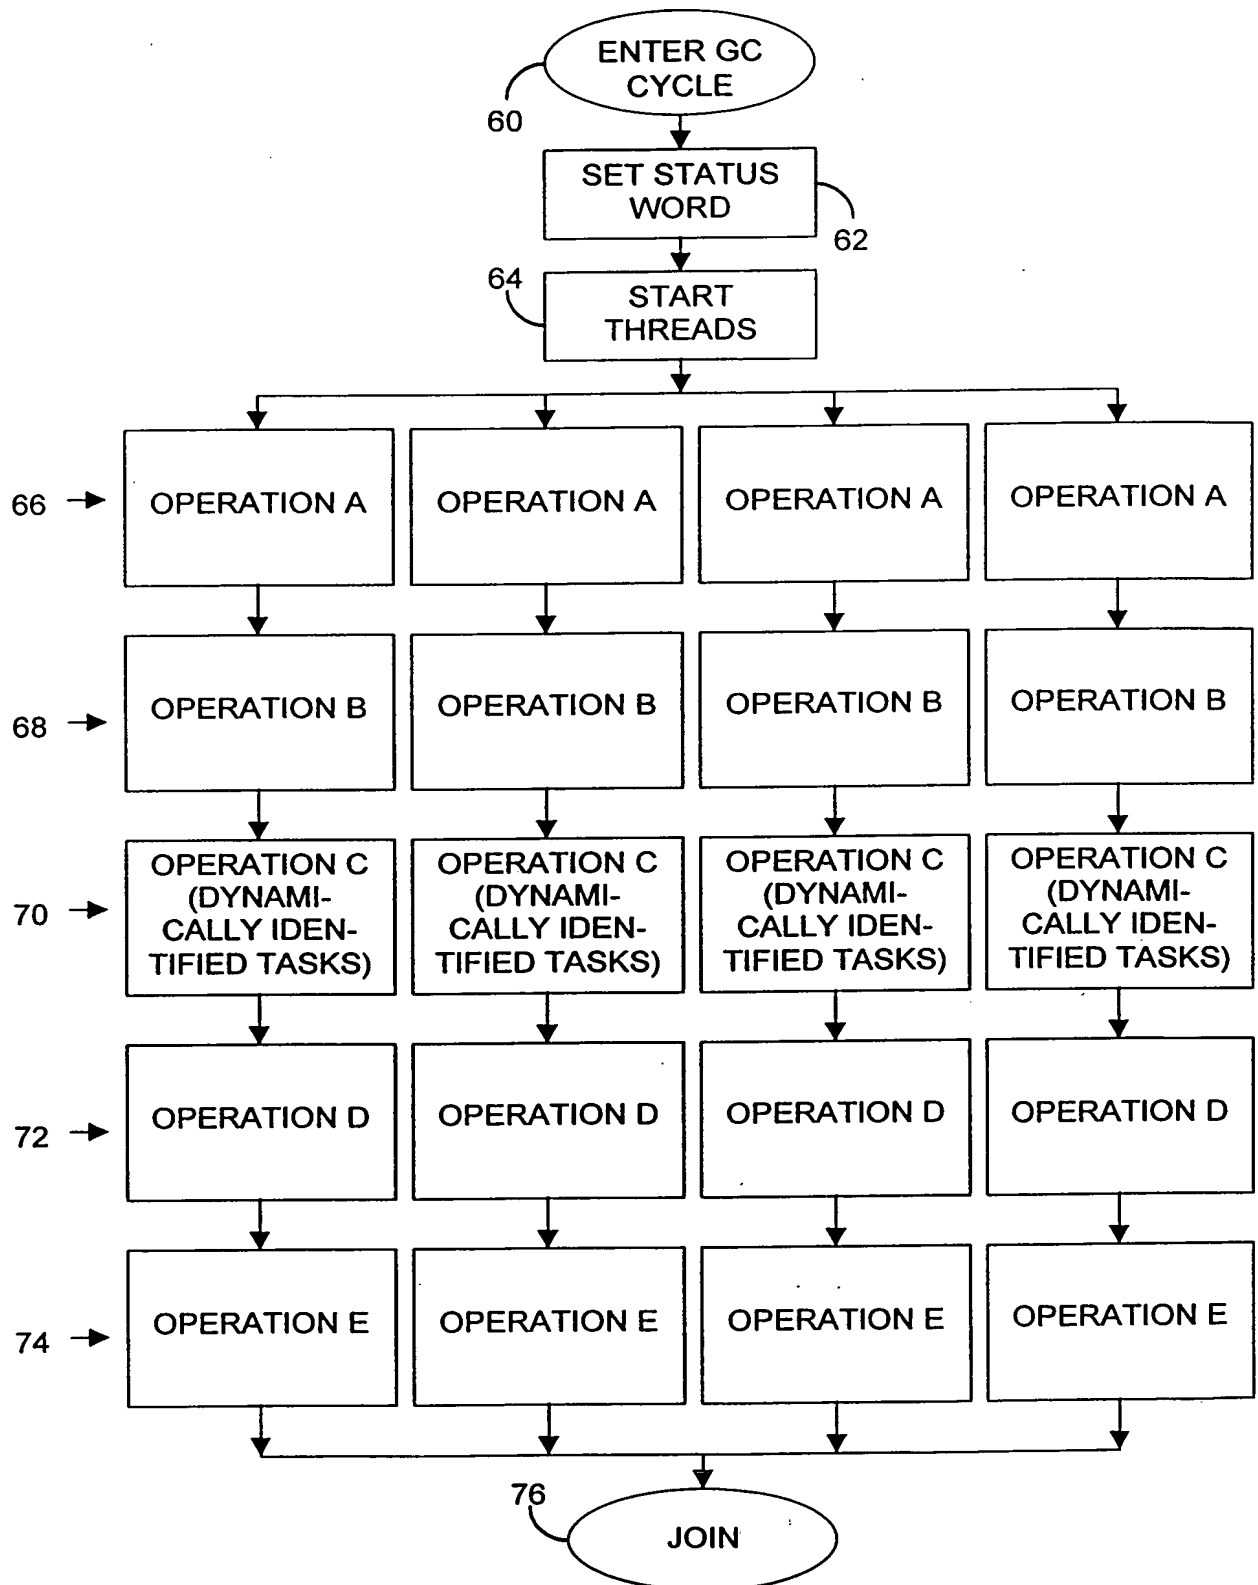 ENTER GC
CYCLE
60
SET STATUS
WORD
62
64
START
THREADS
66
OPERATION A
OPERATION A
OPERATION A
OPERATION A
68
OPERATION B
OPERATION B
OPERATION B
OPERATION B
70
OPERATION C
(DYNAMI-
CALLY IDEN-
TIFIED TASKS)
OPERATION C
(DYNAMI-
CALLY IDEN-
TIFIED TASKS)
OPERATION C
(DYNAMI-
CALLY IDEN-
TIFIED TASKS)
OPERATION C
(DYNAMI-
CALLY IDEN-
TIFIED TASKS)
72
OPERATION D
OPERATION D
OPERATION D
OPERATION D
74
OPERATION E
OPERATION E
OPERATION E
OPERATION E
76
JOIN